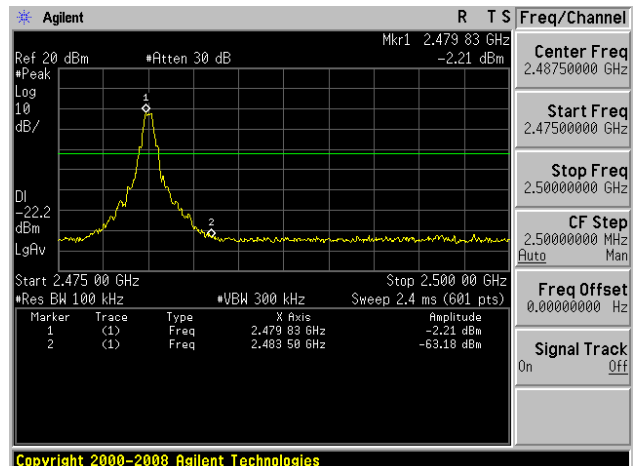 Agilent R T S Freq/Channel
Mkr1 2.479 83 GHz
Ref 20 dBm #Atten 30 dB -2.21 dBm
#Peak
Log
10
dB/
1
2
DI
-22.2
dBm
LgAv
Start 2.475 00 GHz Stop 2.500 00 GHz
#Res BW 100 kHz #VBW 300 kHz Sweep 2.4 ms (601 pts)
Marker Trace Type X Axis Amplitude
1 (1) Freq 2.479 83 GHz -2.21 dBm
2 (1) Freq 2.483 50 GHz -63.18 dBm
Center Freq
2.48750000 GHz
Start Freq
2.47500000 GHz
Stop Freq
2.50000000 GHz
CF Step
2.50000000 MHz
Auto Man
Freq Offset
0.00000000 Hz
Signal Track
On Off
Copyright 2000-2008 Agilent Technologies